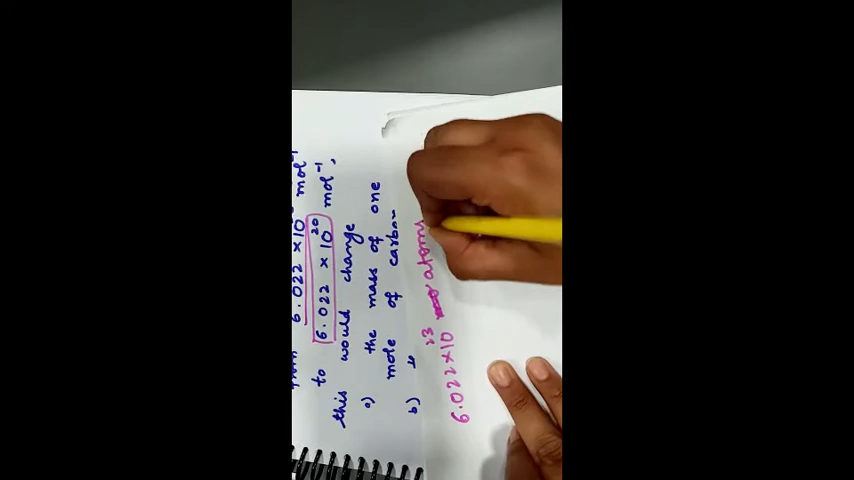 6.022 × 10 mol⁻¹
to 6.022 × 10²⁰ mol⁻¹,
this would change
a) the mass of one
mole of carbon
b) "
6.022×10²³ atoms